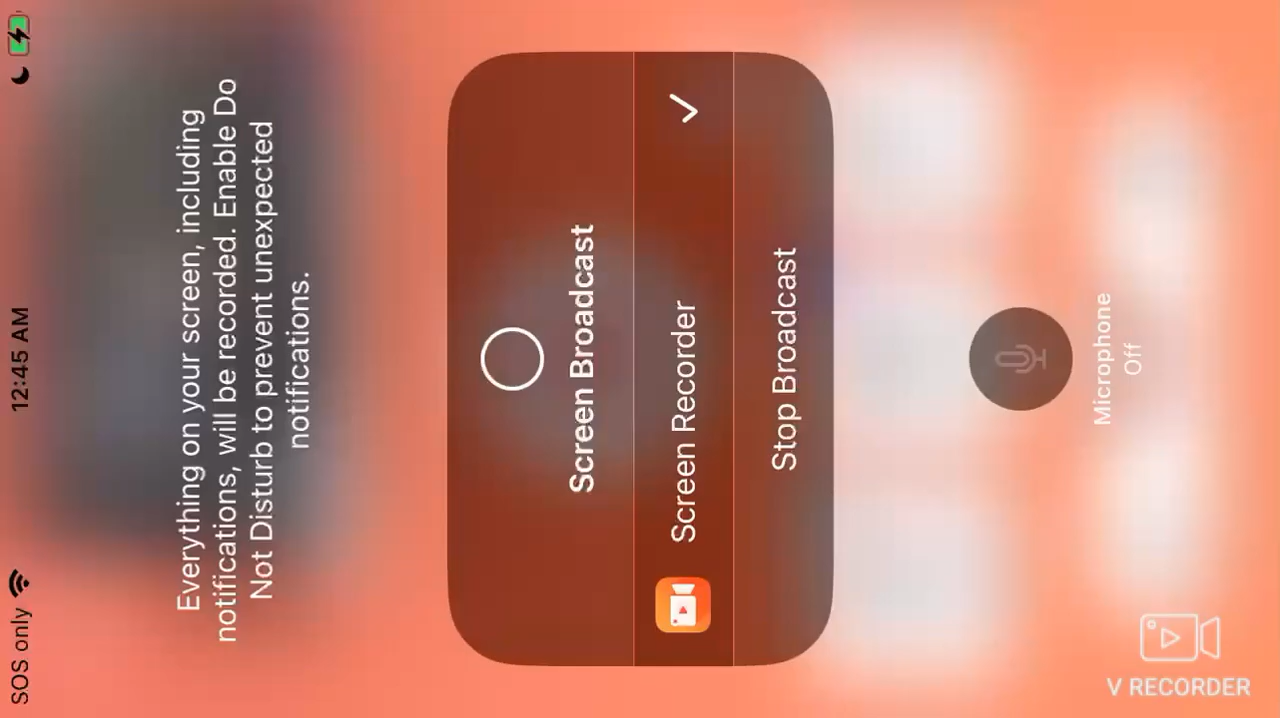 SOS only
12:45 AM
Everything on your screen, including
notifications, will be recorded. Enable Do
Not Disturb to prevent unexpected
notifications.
Screen Broadcast
Screen Recorder
Stop Broadcast
Microphone
Off
V RECORDER